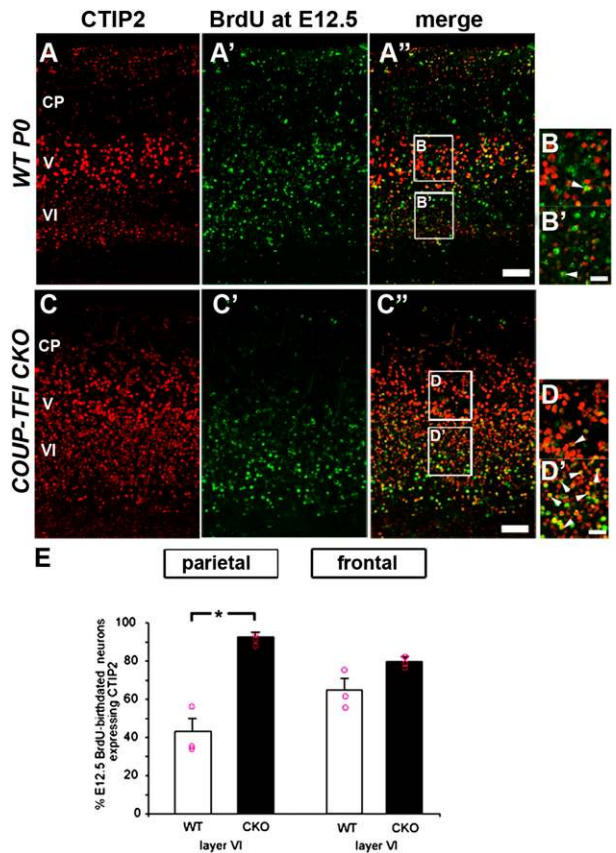 CTIP2 BrdU at E12.5 merge
WT P0
A A' A"
CP
V
VI
B
B'
B
B'
COUP-TFI CKO
C C' C"
CP
V
VI
D
D'
D
D'
E
parietal frontal
% E12.5 BrdU-birthdated neurons
expressing CTIP2
100
80
60
40
20
0
*
WT CKO WT CKO
layer VI layer VI